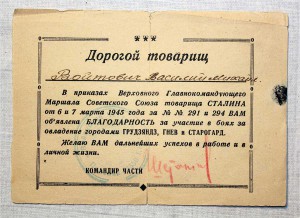 ***
Дорогой товарищ
Василий Михайл.
В приказах Верховного Главнокомандующего
Маршала Советского Союза товарища СТАЛИНА
от 6 и 7 марта 1945 года за № № 291 и 294 ВАМ
объявлена БЛАГОДАРНОСТЬ за участие в боях за
овладение городами ГРУДЗЯНДЗ, ГНЕВ и СТАРОГАРД.
Желаю ВАМ дальнейших успехов в работе и в
личной жизни.
КОМАНДИР ЧАСТИ